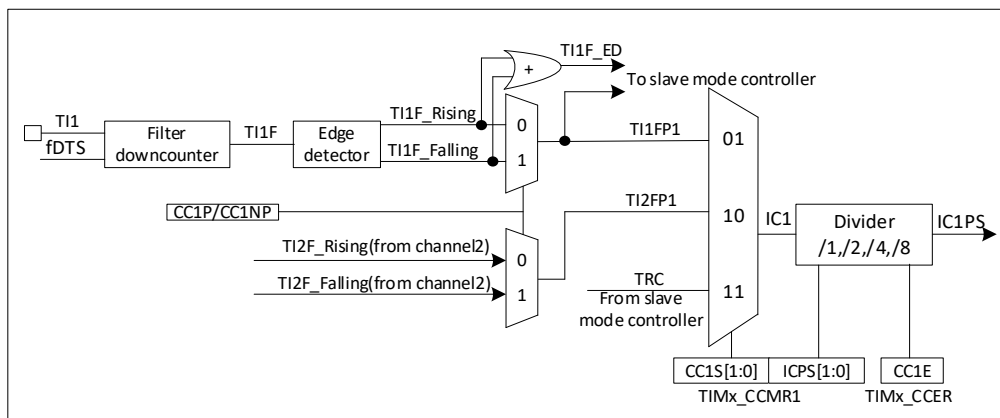 TI1F_ED
+
To slave mode controller
TI1F_Rising
TI1
Filter
downcounter
TI1F
Edge
detector
0
TI1FP1
01
fDTS
TI1F_Falling
1
CC1P/CC1NP
TI2FP1
10
IC1
Divider
/1,/2,/4,/8
IC1PS
TI2F_Rising(from channel2)
0
TI2F_Falling(from channel2)
1
TRC
From slave
mode controller
11
CC1S[1:0]
ICPS[1:0]
CC1E
TIMx_CCMR1
TIMx_CCER